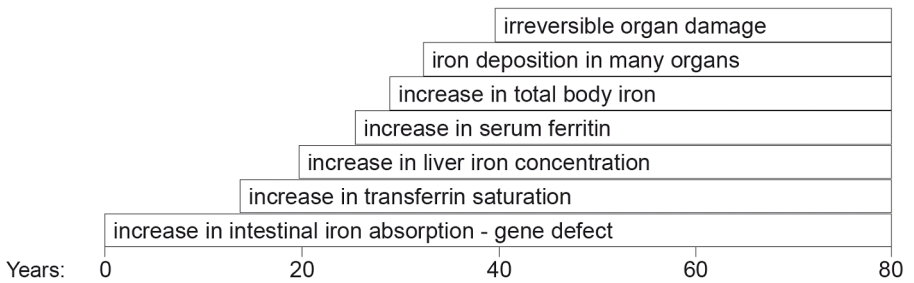 irreversible organ damage
iron deposition in many organs
increase in total body iron
increase in serum ferritin
increase in liver iron concentration
increase in transferrin saturation
increase in intestinal iron absorption - gene defect
Years: 0 20 40 60 80